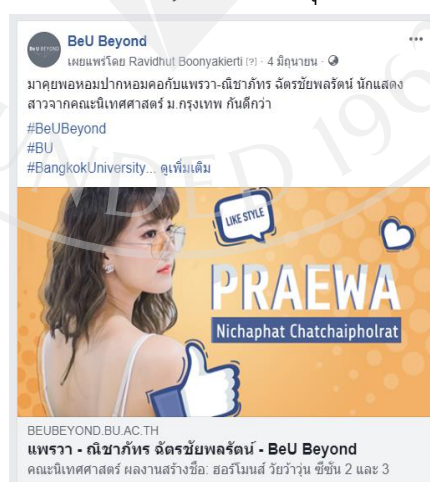 BeU Beyond
เผยแพร่โดย Ravidhut Boonyakierti [?] · 4 มิถุนายน ·
มาคุยพอหอมปากหอมคอกับแพรวา-ณิชาภัทร ฉัตรชัยพลรัตน์ นักแสดง
สาวจากคณะนิเทศศาสตร์ ม.กรุงเทพ กันดีกว่า
#BeUBeyond
#BU
#BangkokUniversity... ดูเพิ่มเติม
LIKE STYLE
PRAEWA
Nichaphat Chatchaipholrat
BEUBEYOND.BU.AC.TH
แพรวา - ณิชาภัทร ฉัตรชัยพลรัตน์ - BeU Beyond
คณะนิเทศศาสตร์ ผลงานสร้างชื่อ: ฮอร์โมนส์ วัยว้าวุ่น ซีซั่น 2 และ 3